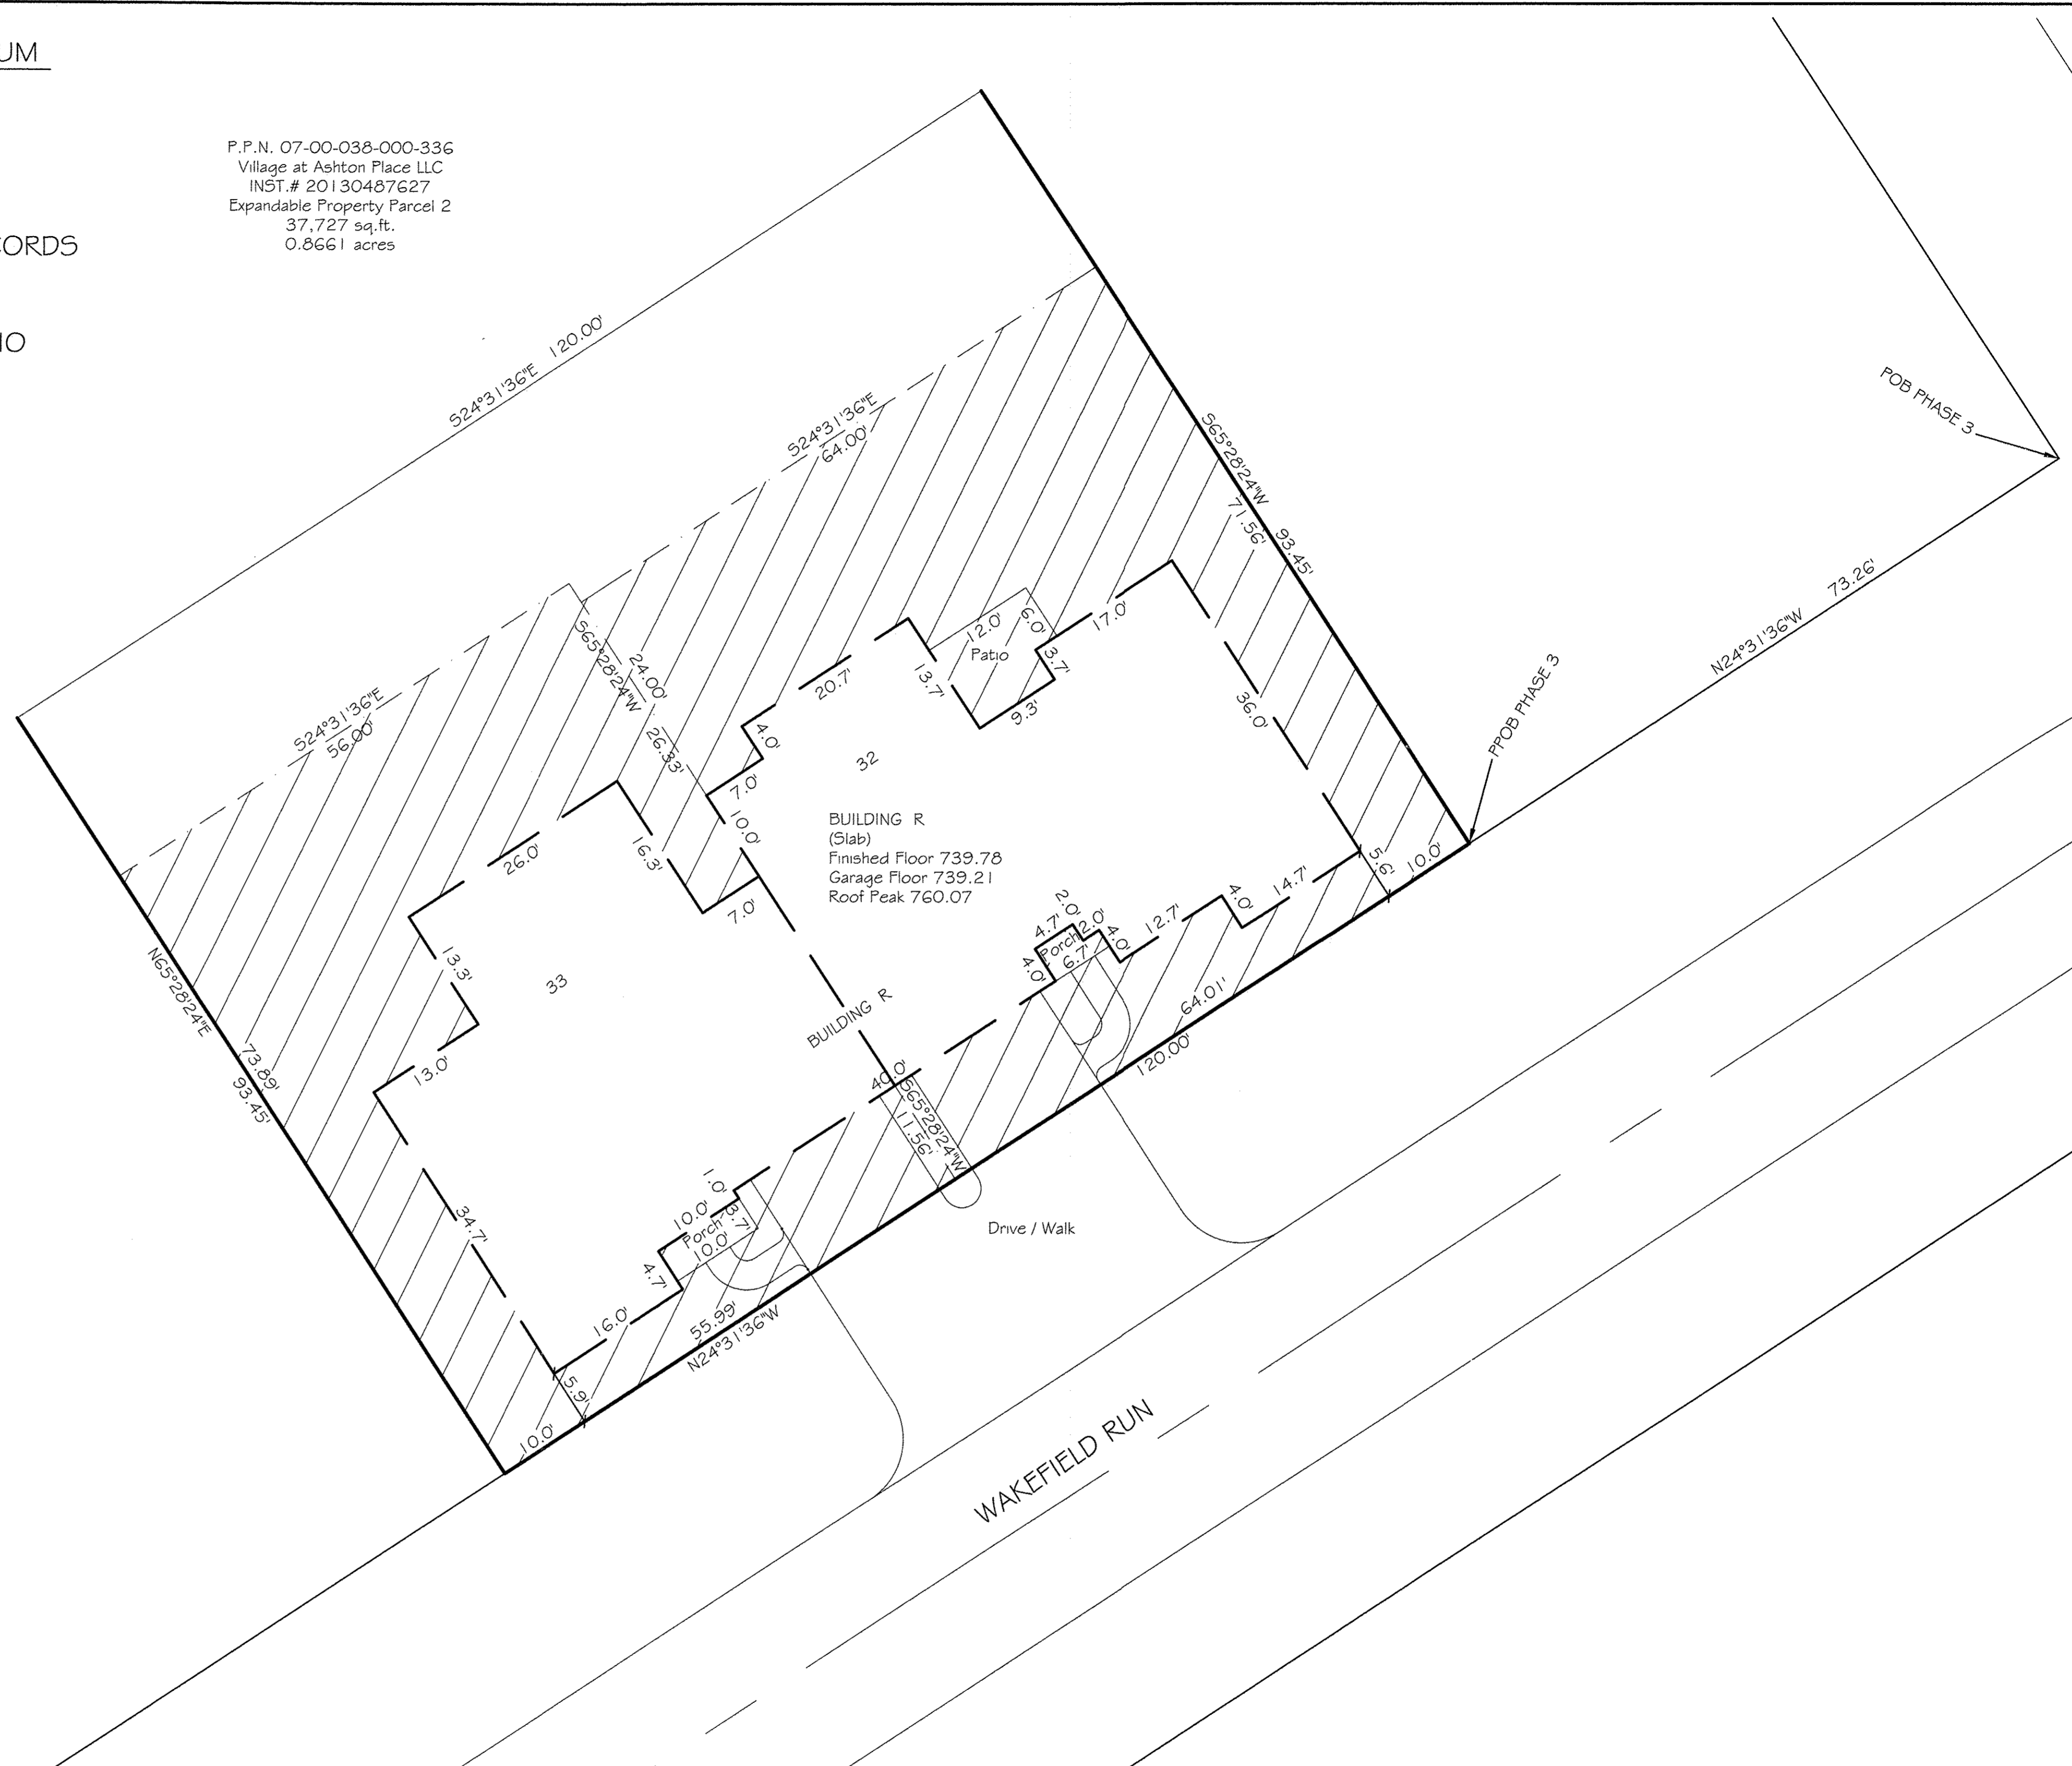 UM
P.P.N. 07-00-038-000-336
Village at Ashton Place LLC
INST.# 20130487627
Expandable Property Parcel 2
37,727 sq.ft.
0.8661 acres
CORDS
IO
S24°31'36"E 120.00'
S24°31'36"E
64.00'
POB PHASE 3
S65°28'24"W
71.56'
93.45'
N24°31'36"W 73.26'
PPOB PHASE 3
12.0'
6.0'
Patio
3.7'
17.0'
13.7'
9.3'
20.7'
36.0'
S65°28'24"W
24.00'
26.33'
4.0'
7.0'
10.0'
S24°31'36"E
56.00'
32
BUILDING R
(Slab)
Finished Floor 739.78
Garage Floor 739.21
Roof Peak 760.07
26.0'
16.3'
7.0'
5.6'
10.0'
14.7'
4.0'
12.7'
2.0'
4.7'
2.0'
Porch
4.0'
6.7'
4.0'
13.3'
33
BUILDING R
N65°28'24"E
73.89'
93.45'
13.0'
64.01'
120.00'
40.0'
S65°28'24"W
11.56'
34.7'
1.0'
10.0'
3.7'
Porch
10.0'
4.7'
Drive / Walk
16.0'
55.99'
N24°31'36"W
5.9'
10.0'
WAKEFIELD RUN